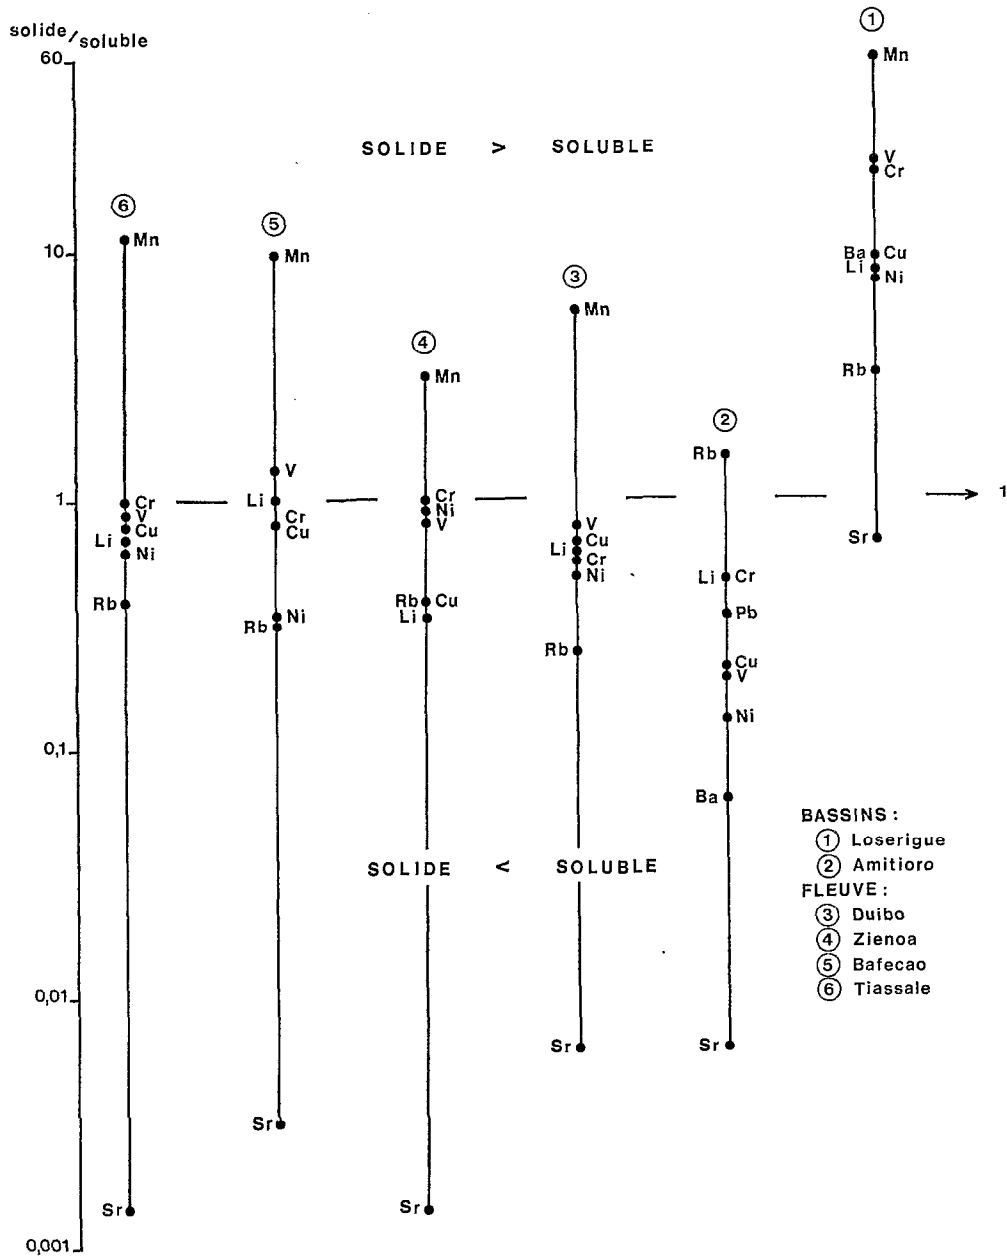 solide/soluble
60
①
Mn
SOLIDE > SOLUBLE
V
Cr
⑥
Mn
⑤
Mn
10
Ba Cu
Li
Ni
③
Mn
④
Mn
Rb
②
Rb
1
Cr
V
Cu
Li
Ni
Rb
V
Li
Cr
Cu
Ni
Rb
Cr
Ni
V
Rb Cu
Li
V
Cu
Li
Cr
Ni
Rb
Li Cr
Pb
Cu
V
Ni
Ba
Sr
1
0,1
SOLIDE < SOLUBLE
BASSINS :
① Loserigue
② Amitioro
FLEUVE :
③ Duibo
④ Zienoa
⑤ Bafecao
⑥ Tiassale
0,01
Sr
Sr
Sr
Sr
Sr
0,001